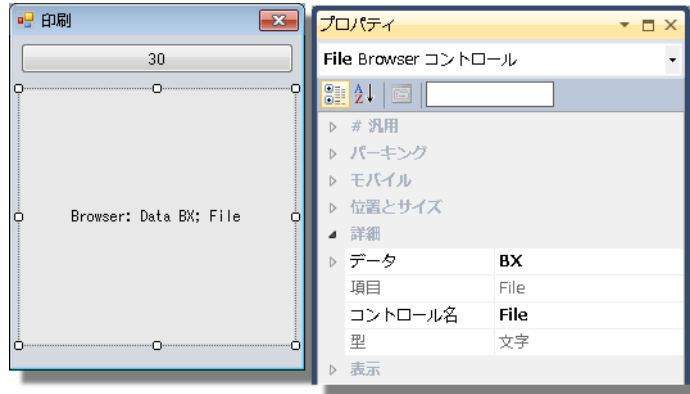 印刷
30
Browser: Data BX; File
プロパティ
File Browser コントロール
# 汎用
パーキング
モバイル
位置とサイズ
詳細
データ BX
項目 File
コントロール名 File
型 文字
表示